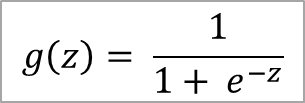 g(z) = 1 / (1 + e^{-z})